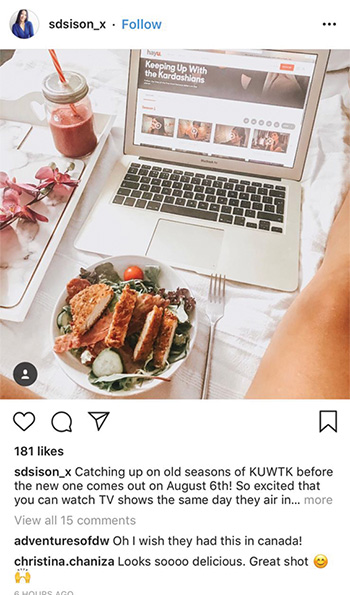 sdsison_x · Follow
hayu
Keeping Up With
the Kardashians
sdsison_x Catching up on old seasons of KUWTK before
the new one comes out on August 6th! So excited that
you can watch TV shows the same day they air in... more
181 likes
View all 15 comments
adventuresofdw Oh I wish they had this in canada!
christina.chaniza Looks soooo delicious. Great shot 😊
🙌
6 HOURS AGO